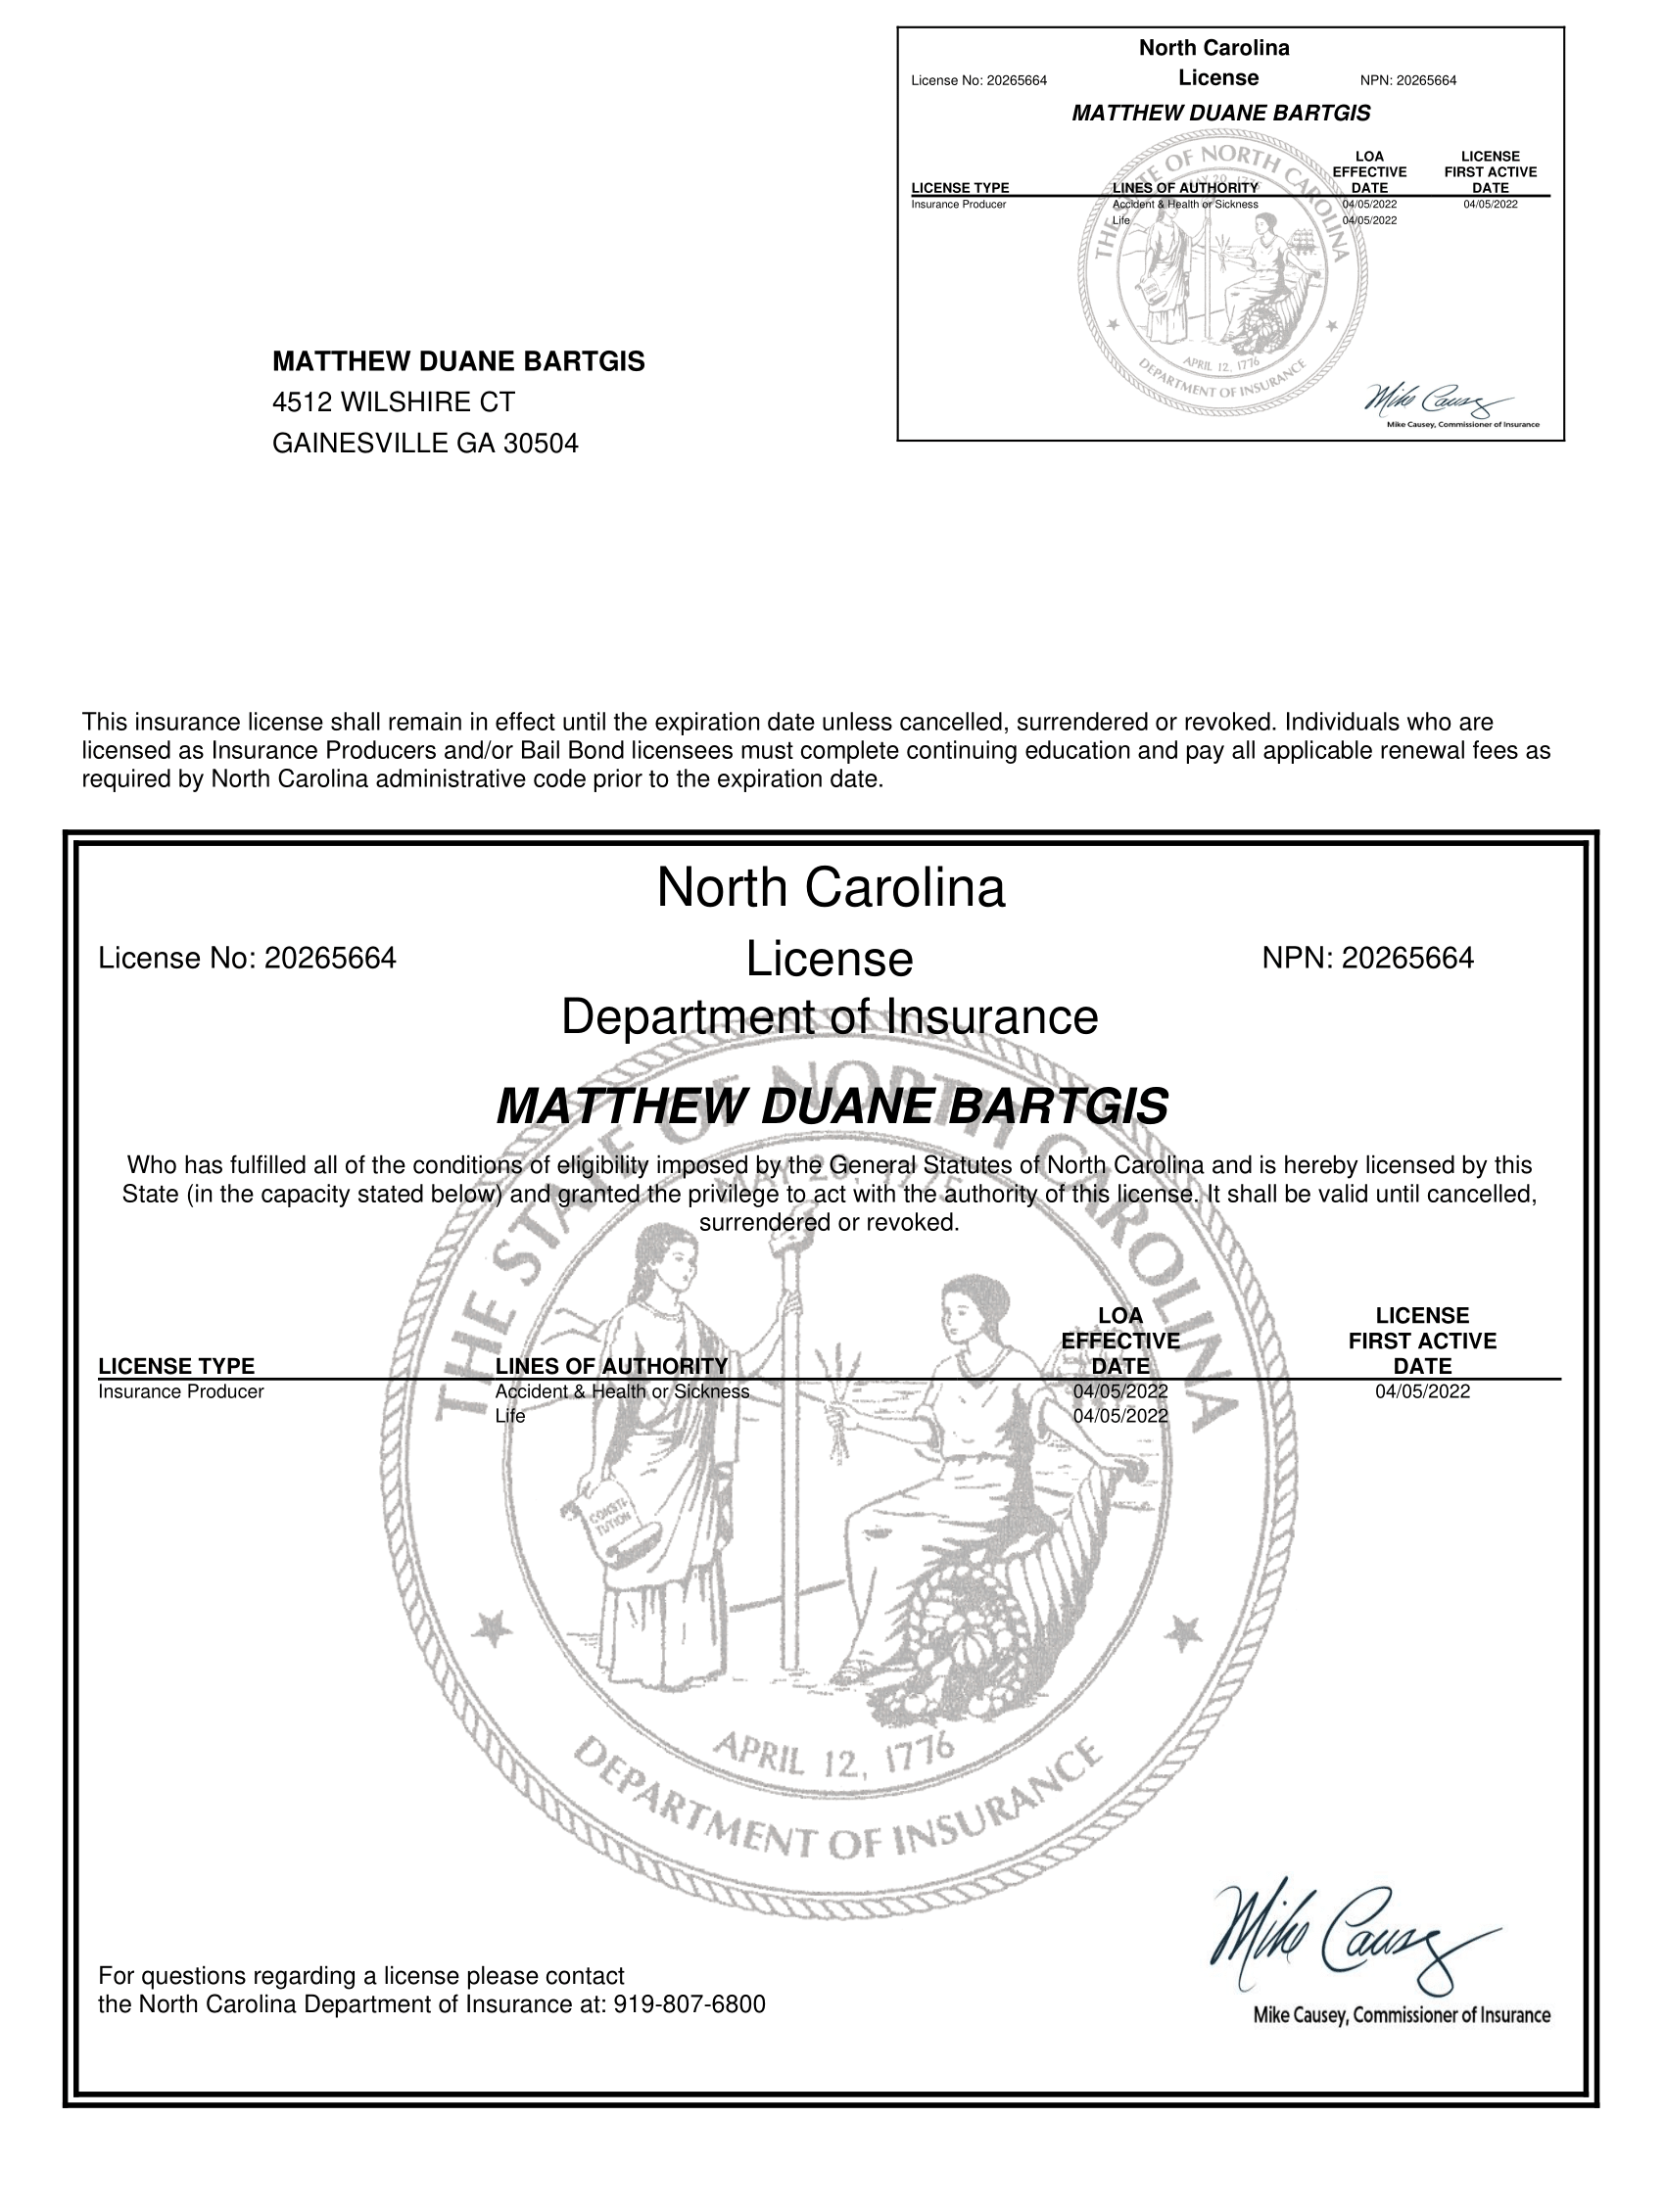 North Carolina
License No: 20265664 License NPN: 20265664
MATTHEW DUANE BARTGIS
LOA LICENSE
EFFECTIVE FIRST ACTIVE
LICENSE TYPE LINES OF AUTHORITY DATE DATE
Insurance Producer Accident & Health or Sickness 04/05/2022 04/05/2022
Life 04/05/2022
THE STATE OF NORTH CAROLINA
MAY 20, 1775
APRIL 12, 1776
DEPARTMENT OF INSURANCE
Mike Causey
Mike Causey, Commissioner of Insurance
MATTHEW DUANE BARTGIS
4512 WILSHIRE CT
GAINESVILLE GA 30504
This insurance license shall remain in effect until the expiration date unless cancelled, surrendered or revoked. Individuals who are
licensed as Insurance Producers and/or Bail Bond licensees must complete continuing education and pay all applicable renewal fees as
required by North Carolina administrative code prior to the expiration date.
North Carolina
License No: 20265664 License NPN: 20265664
Department of Insurance
MATTHEW DUANE BARTGIS
Who has fulfilled all of the conditions of eligibility imposed by the General Statutes of North Carolina and is hereby licensed by this
State (in the capacity stated below) and granted the privilege to act with the authority of this license. It shall be valid until cancelled,
surrendered or revoked.
LOA LICENSE
EFFECTIVE FIRST ACTIVE
LICENSE TYPE LINES OF AUTHORITY DATE DATE
Insurance Producer Accident & Health or Sickness 04/05/2022 04/05/2022
Life 04/05/2022
THE STATE OF NORTH CAROLINA
MAY 20, 1775
CONSTI-
TUTION
APRIL 12, 1776
DEPARTMENT OF INSURANCE
Mike Causey
For questions regarding a license please contact
the North Carolina Department of Insurance at: 919-807-6800
Mike Causey, Commissioner of Insurance